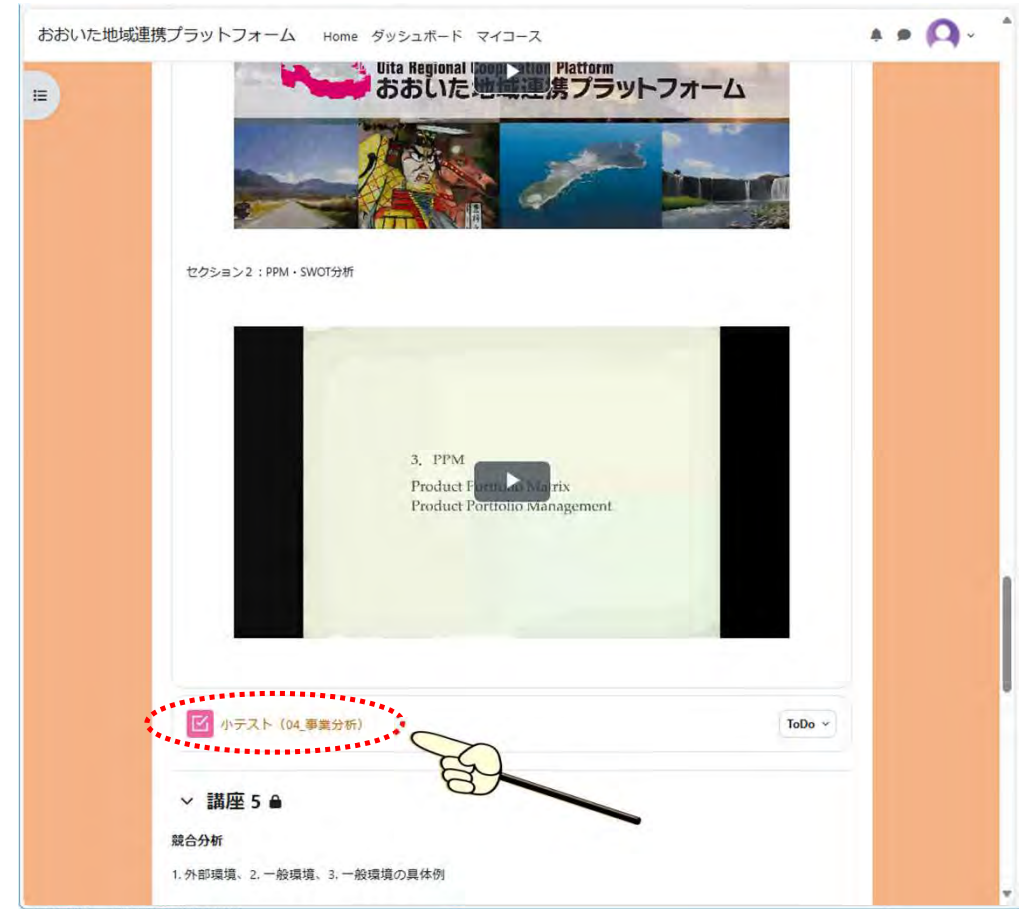 おおいた地域連携プラットフォーム Home ダッシュボード マイコース
Oita Regional Cooperation Platform
おおいた地域連携プラットフォーム
セクション2：PPM・SWOT分析
3．PPM
Product Portfolio Matrix
Product Portfolio Management
小テスト（04_事業分析）
ToDo
講座 5
競合分析
1. 外部環境、2. 一般環境、3. 一般環境の具体例